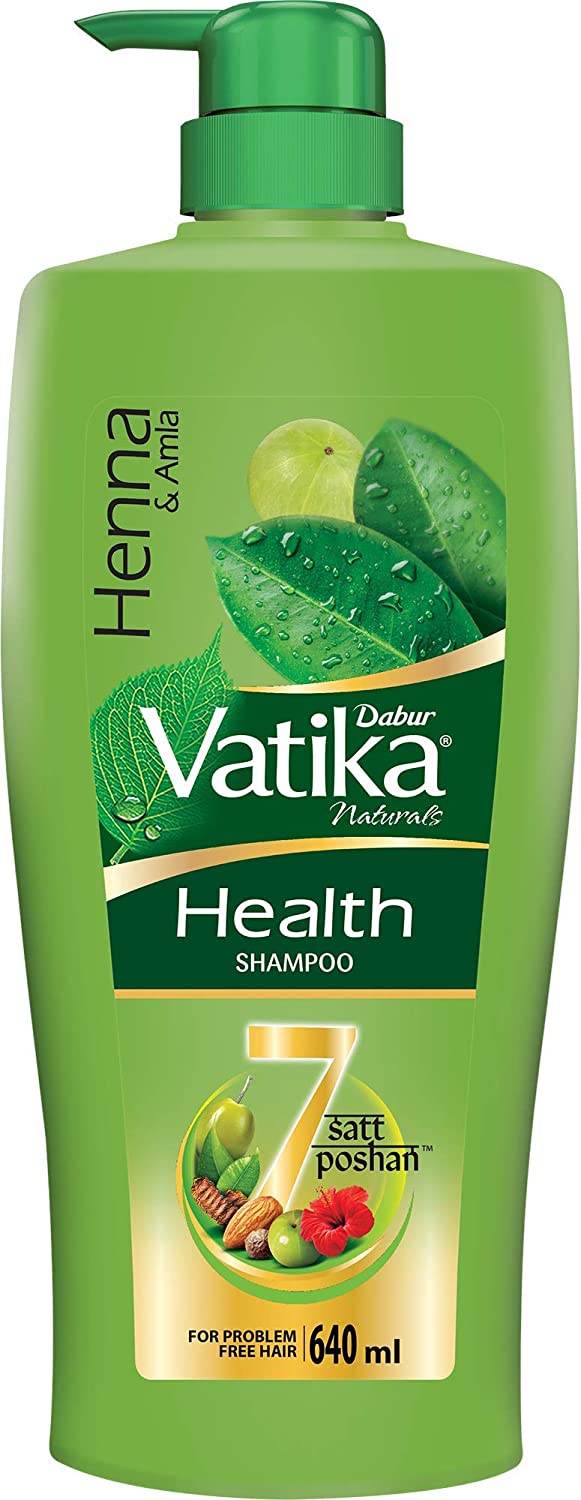 Henna
& Amla
Dabur
Vatika®
Naturals
Health
SHAMPOO
7
satt
poshan™
FOR PROBLEM
FREE HAIR
640 ml